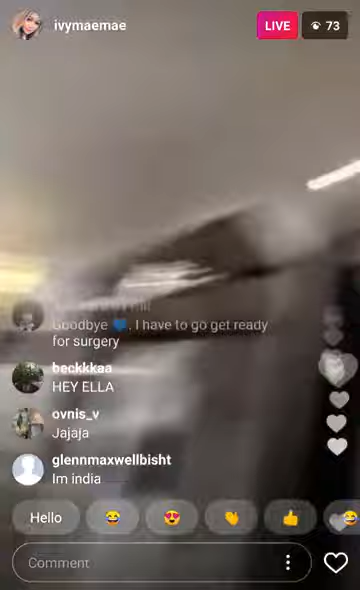 ivymaemae
LIVE
73
Goodbye 💙, I have to go get ready
for surgery
beckkkaa
HEY ELLA
ovnis_v
Jajaja
glennmaxwellbisht
Im india
Hello
Comment